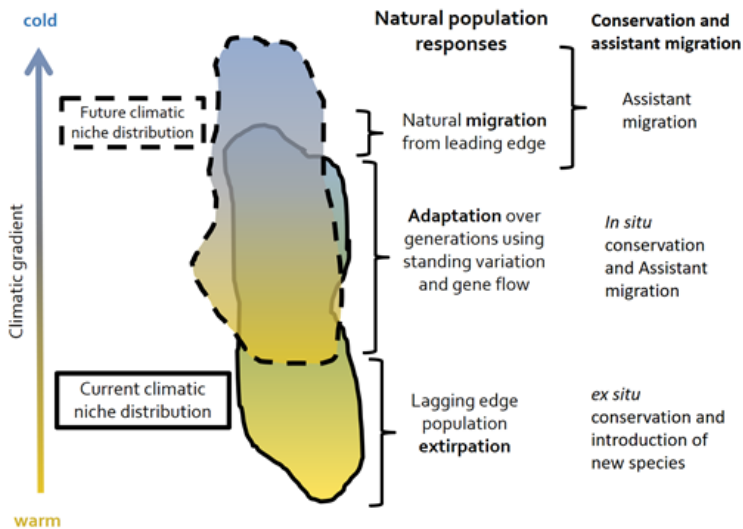 cold
Natural population
responses
Conservation and
assistant migration
Future climatic
niche distribution
Natural migration
from leading edge
Assistant
migration
Climatic gradient
Adaptation over
generations using
standing variation
and gene flow
In situ
conservation
and Assistant
migration
Current climatic
niche distribution
Lagging edge
population
extirpation
ex situ
conservation and
introduction of
new species
warm